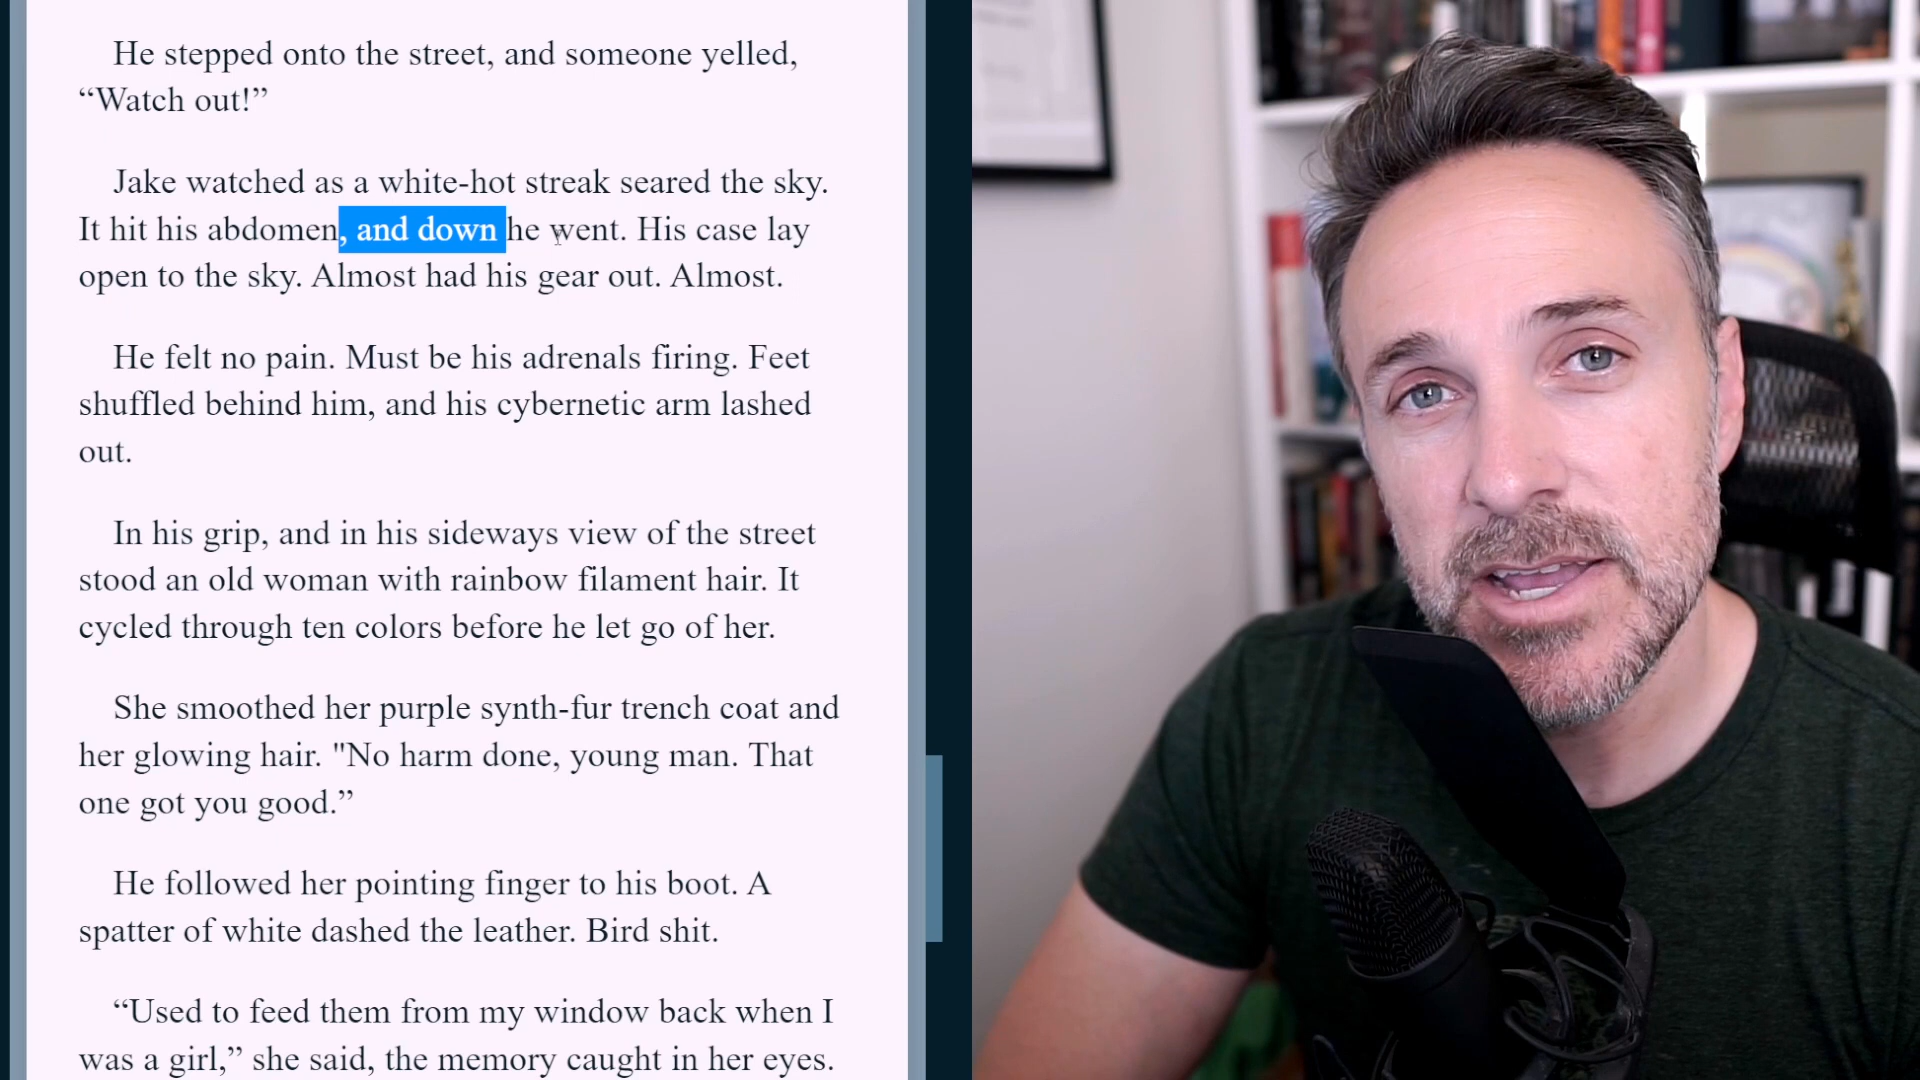 He stepped onto the street, and someone yelled,
“Watch out!”
Jake watched as a white-hot streak seared the sky.
It hit his abdomen, and down he went. His case lay
open to the sky. Almost had his gear out. Almost.
He felt no pain. Must be his adrenals firing. Feet
shuffled behind him, and his cybernetic arm lashed
out.
In his grip, and in his sideways view of the street
stood an old woman with rainbow filament hair. It
cycled through ten colors before he let go of her.
She smoothed her purple synth-fur trench coat and
her glowing hair. "No harm done, young man. That
one got you good.”
He followed her pointing finger to his boot. A
spatter of white dashed the leather. Bird shit.
“Used to feed them from my window back when I
was a girl,” she said, the memory caught in her eyes.